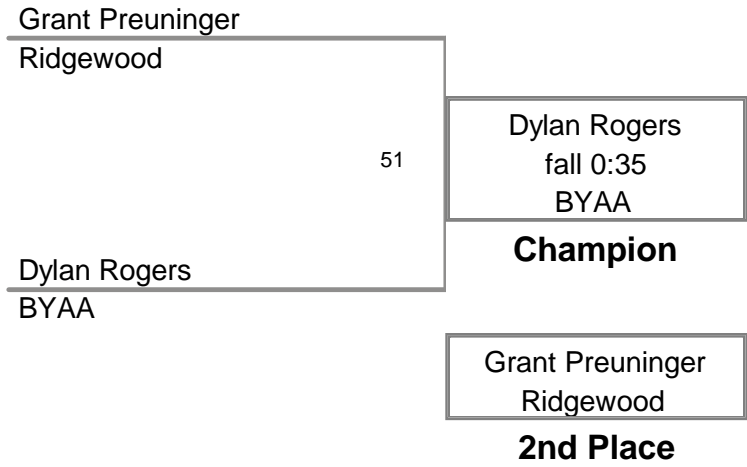 Grant Preuninger
Ridgewood
51
Dylan Rogers
fall 0:35
BYAA
Champion
Dylan Rogers
BYAA
Grant Preuninger
Ridgewood
2nd Place